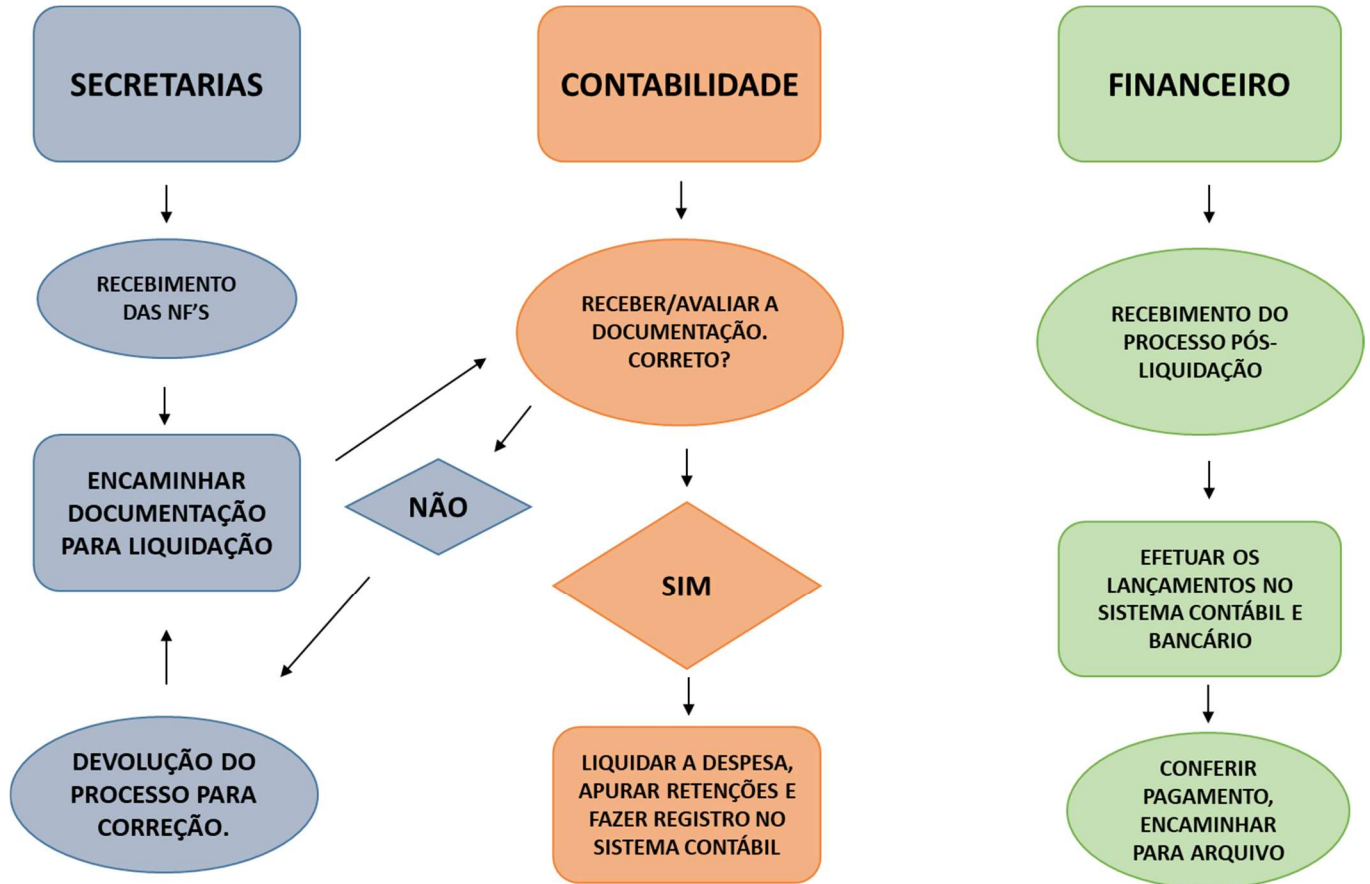 SECRETARIAS
RECEBIMENTO
DAS NF’S
ENCAMINHAR
DOCUMENTAÇÃO
PARA LIQUIDAÇÃO
NÃO
DEVOLUÇÃO DO
PROCESSO PARA
CORREÇÃO.
CONTABILIDADE
RECEBER/AVALIAR A
DOCUMENTAÇÃO.
CORRETO?
SIM
LIQUIDAR A DESPESA,
APURAR RETENÇÕES E
FAZER REGISTRO NO
SISTEMA CONTÁBIL
FINANCEIRO
RECEBIMENTO DO
PROCESSO PÓS-
LIQUIDAÇÃO
EFETUAR OS
LANÇAMENTOS NO
SISTEMA CONTÁBIL E
BANCÁRIO
CONFERIR
PAGAMENTO,
ENCAMINHAR
PARA ARQUIVO